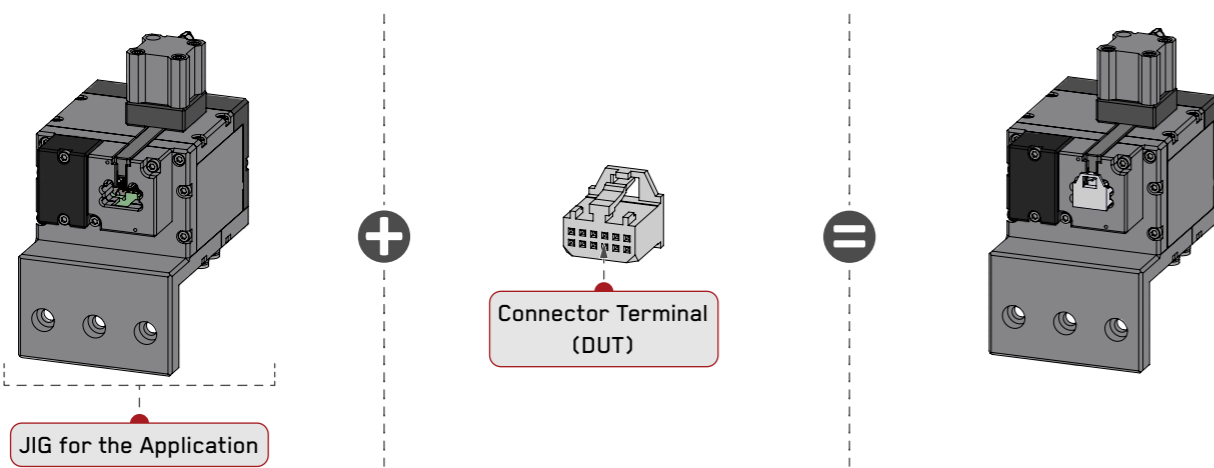 Connector Terminal
(DUT)
JIG for the Application